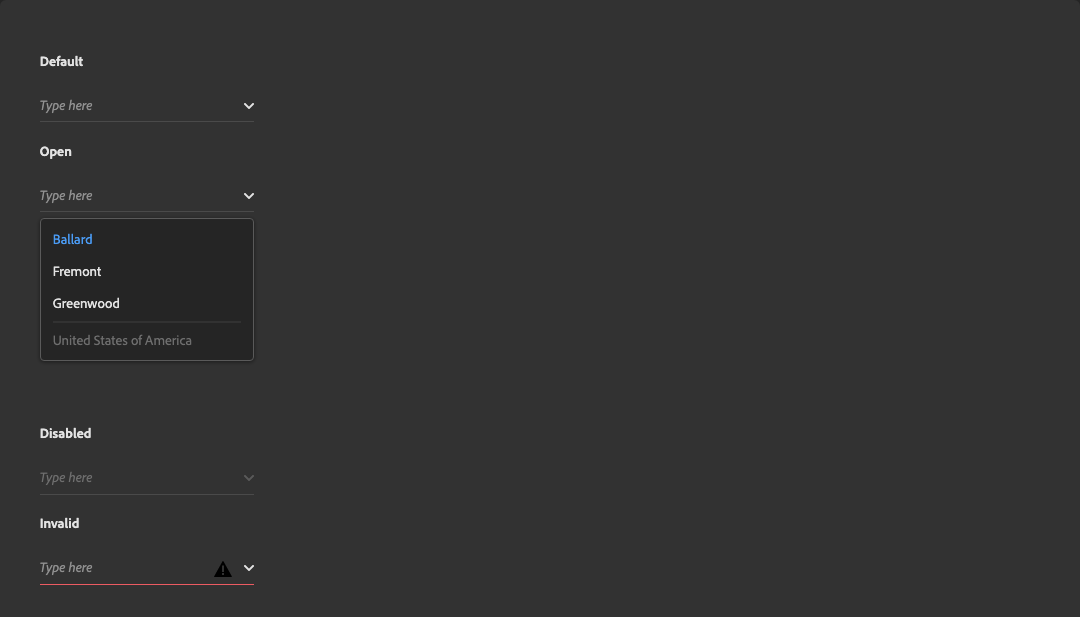 Default
Type here
Open
Type here
Ballard
Fremont
Greenwood
United States of America
Disabled
Type here
Invalid
Type here